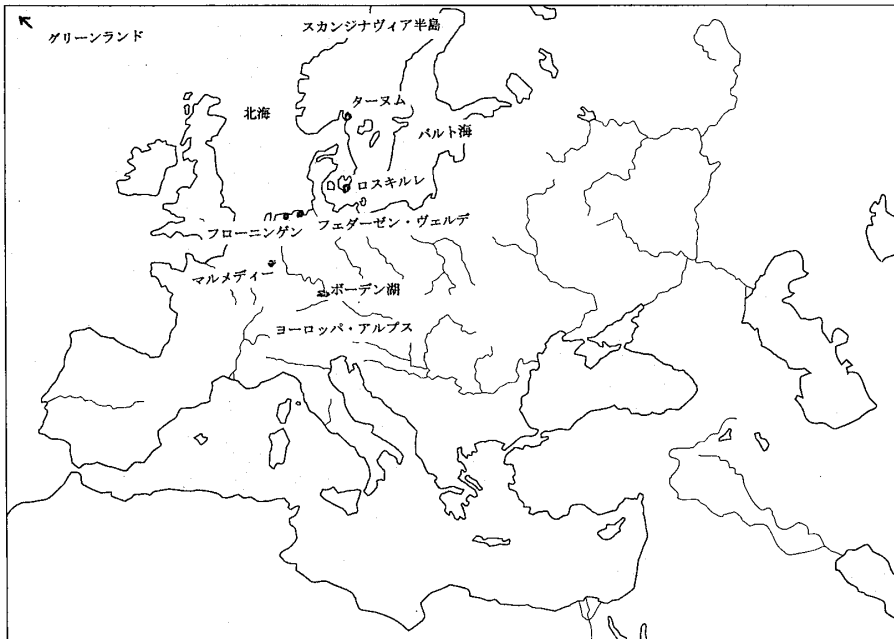 グリーンランド
スカンジナヴィア半島
北海
ターヌム
バルト海
ロスキルレ
フローニンゲン
フェダーゼン・ヴェルデ
マルメディー
ボーデン湖
ヨーロッパ・アルプス